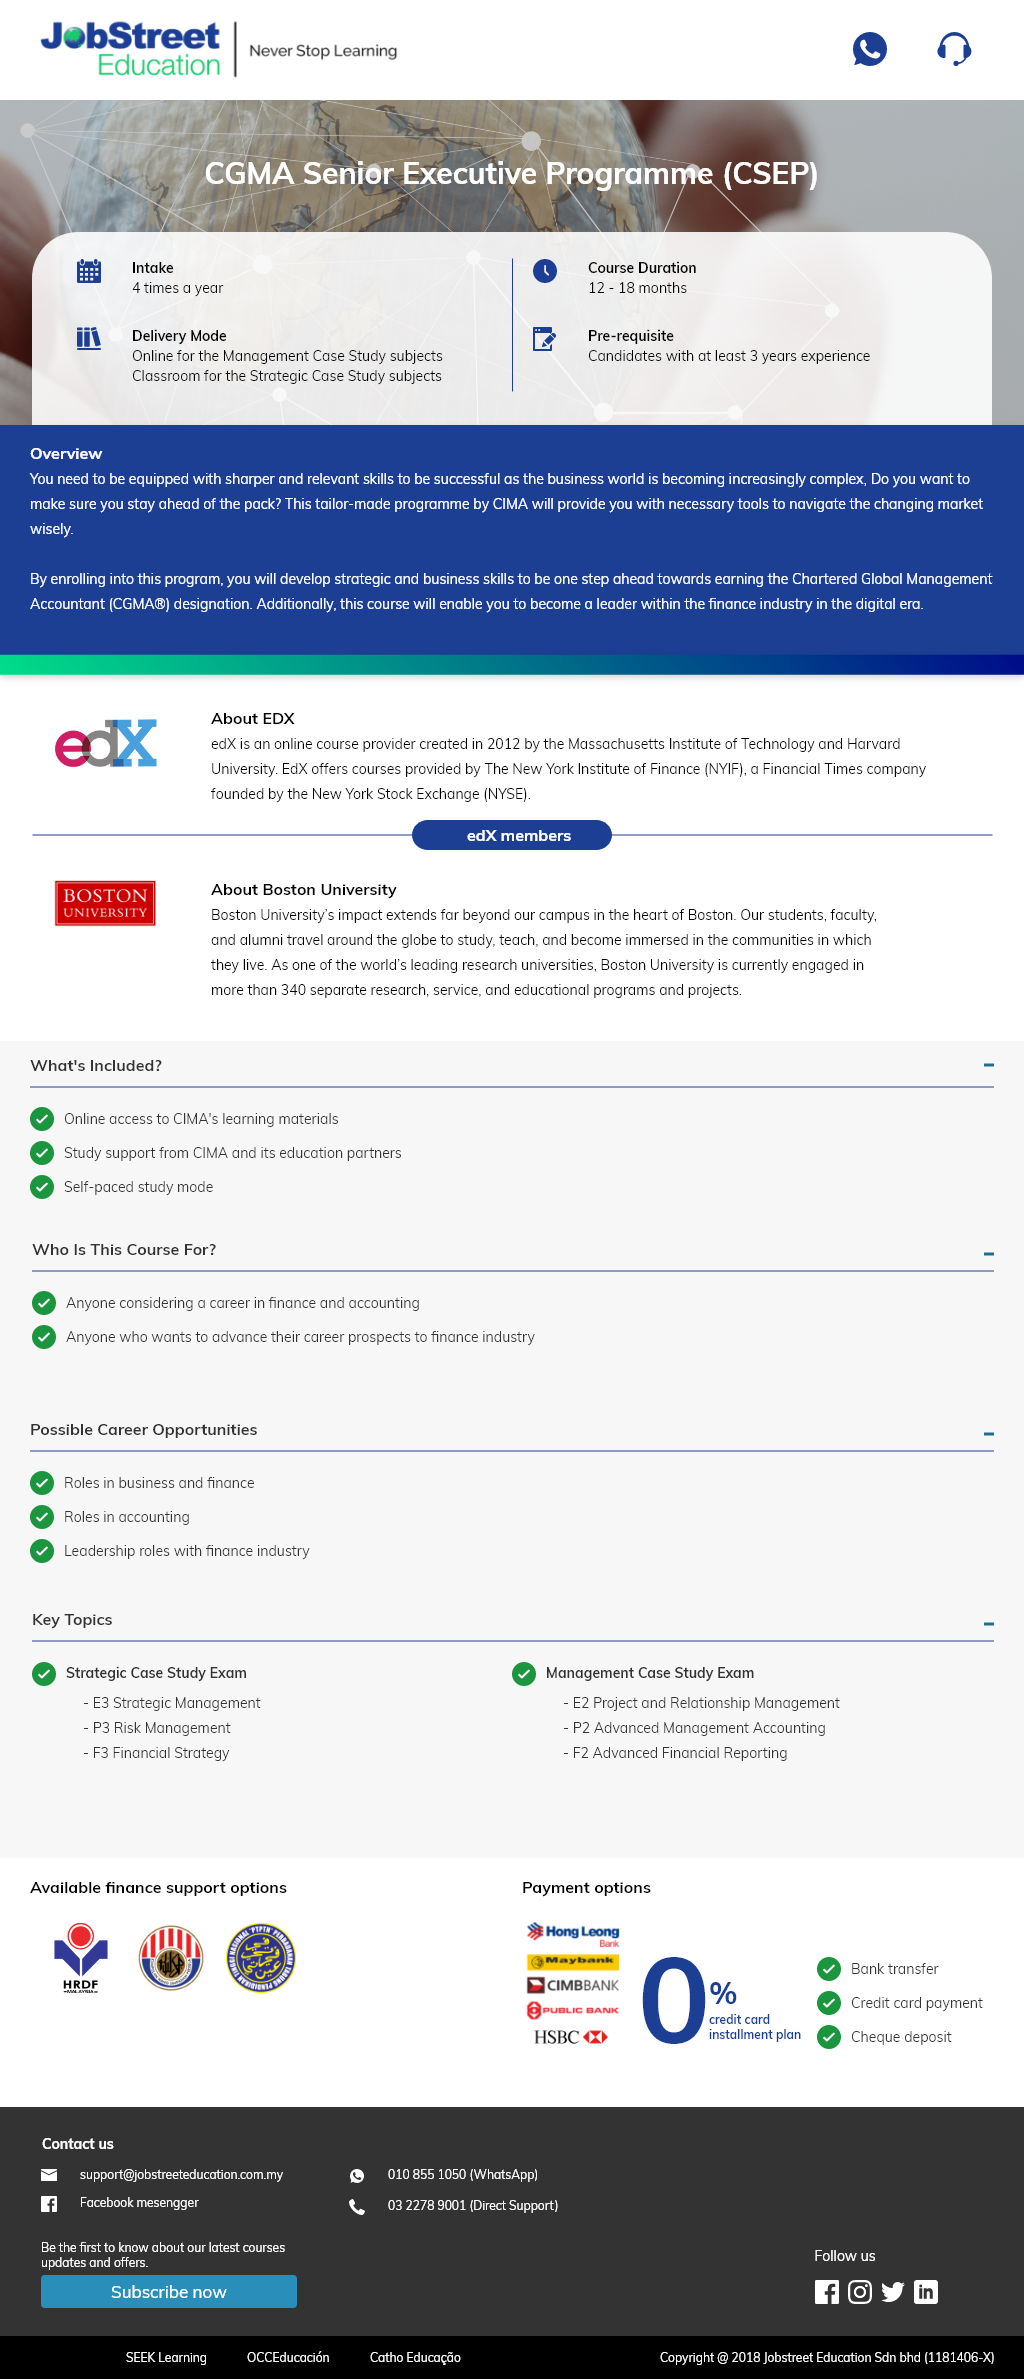 JobStreet
Education
Never Stop Learning
CGMA Senior Executive Programme (CSEP)
Intake
4 times a year
Course Duration
12 - 18 months
Delivery Mode
Online for the Management Case Study subjects
Classroom for the Strategic Case Study subjects
Pre-requisite
Candidates with at least 3 years experience
Overview
You need to be equipped with sharper and relevant skills to be successful as the business world is becoming increasingly complex, Do you want to
make sure you stay ahead of the pack? This tailor-made programme by CIMA will provide you with necessary tools to navigate the changing market
wisely.
By enrolling into this program, you will develop strategic and business skills to be one step ahead towards earning the Chartered Global Management
Accountant (CGMA®) designation. Additionally, this course will enable you to become a leader within the finance industry in the digital era.
edX
About EDX
edX is an online course provider created in 2012 by the Massachusetts Institute of Technology and Harvard
University. EdX offers courses provided by The New York Institute of Finance (NYIF), a Financial Times company
founded by the New York Stock Exchange (NYSE).
edX members
BOSTON
UNIVERSITY
About Boston University
Boston University’s impact extends far beyond our campus in the heart of Boston. Our students, faculty,
and alumni travel around the globe to study, teach, and become immersed in the communities in which
they live. As one of the world’s leading research universities, Boston University is currently engaged in
more than 340 separate research, service, and educational programs and projects.
What's Included?
Online access to CIMA's learning materials
Study support from CIMA and its education partners
Self-paced study mode
Who Is This Course For?
Anyone considering a career in finance and accounting
Anyone who wants to advance their career prospects to finance industry
Possible Career Opportunities
Roles in business and finance
Roles in accounting
Leadership roles with finance industry
Key Topics
Strategic Case Study Exam
- E3 Strategic Management
- P3 Risk Management
- F3 Financial Strategy
Management Case Study Exam
- E2 Project and Relationship Management
- P2 Advanced Management Accounting
- F2 Advanced Financial Reporting
Available finance support options
HRDF
MALAYSIA
Payment options
Hong Leong
Bank
Maybank
CIMB BANK
PUBLIC BANK
HSBC
0%
credit card
installment plan
Bank transfer
Credit card payment
Cheque deposit
Contact us
support@jobstreeteducation.com.my
Facebook mesengger
010 855 1050 (WhatsApp)
03 2278 9001 (Direct Support)
Be the first to know about our latest courses
updates and offers.
Subscribe now
Follow us
SEEK Learning
OCCEducación
Catho Educação
Copyright @ 2018 Jobstreet Education Sdn bhd (1181406-X)